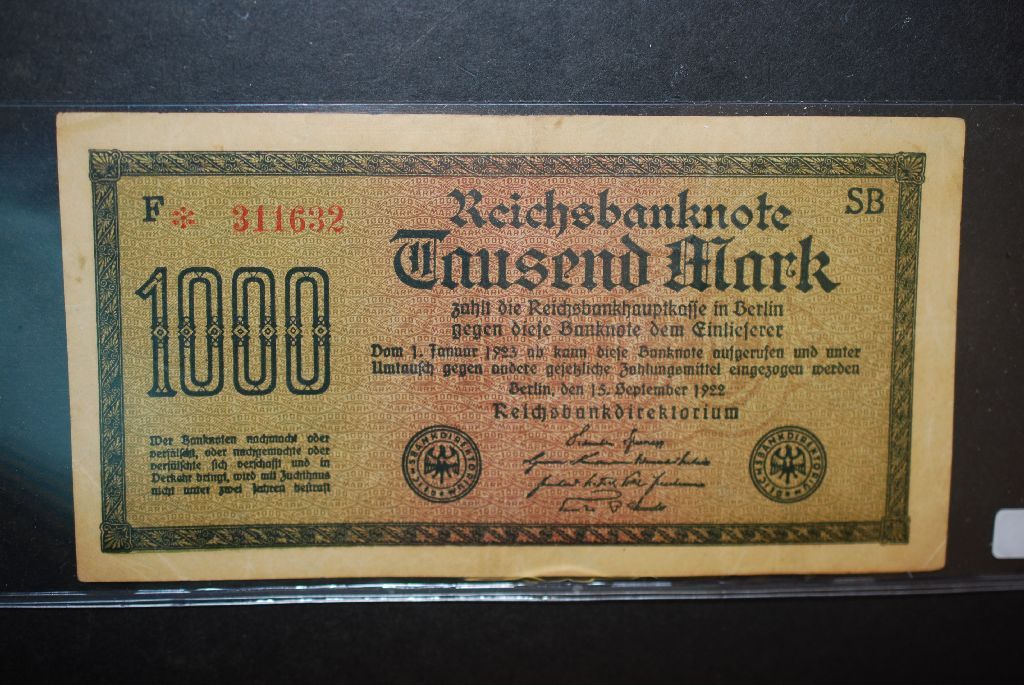 F * 311632
SB
Reichsbanknote
Tausend Mark
1000
zahlt die Reichsbankhauptkasse in Berlin
gegen diese Banknote dem Einlieferer
Vom 1. Januar 1923 ab kann diese Banknote aufgerufen und unter
Umtausch gegen andere gesetzliche Zahlungsmittel eingezogen werden
Berlin, den 15. September 1922
Reichsbankdirektorium
Wer Banknoten nachmacht oder
verfälscht, oder nachgemachte oder
verfälschte sich verschafft und in
Verkehr bringt, wird mit Zuchthaus
nicht unter zwei Jahren bestraft
REICHSBANKDIREKTORIUM
REICHSBANKDIREKTORIUM